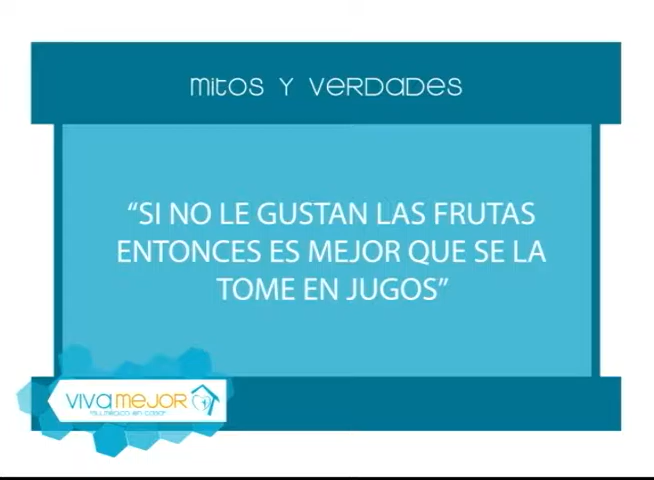 mitos y verdades
"SI NO LE GUSTAN LAS FRUTAS
ENTONCES ES MEJOR QUE SE LA
TOME EN JUGOS"
VIVA MEJOR